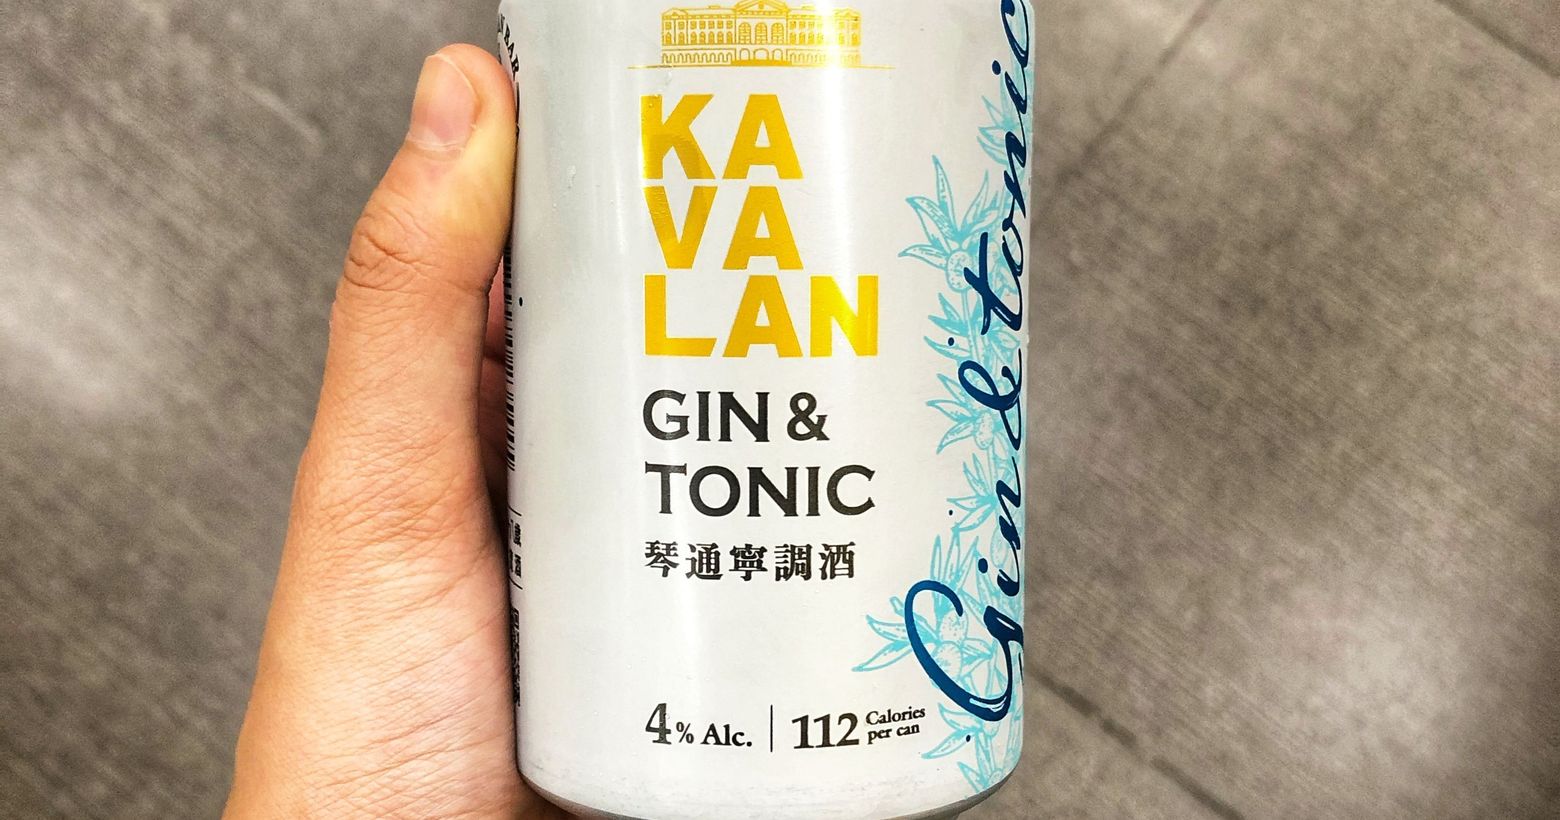 KA
VA
LAN
GIN &
TONIC
琴通寧調酒
4% Alc. | 112 Calories
per can
Gin & tonic